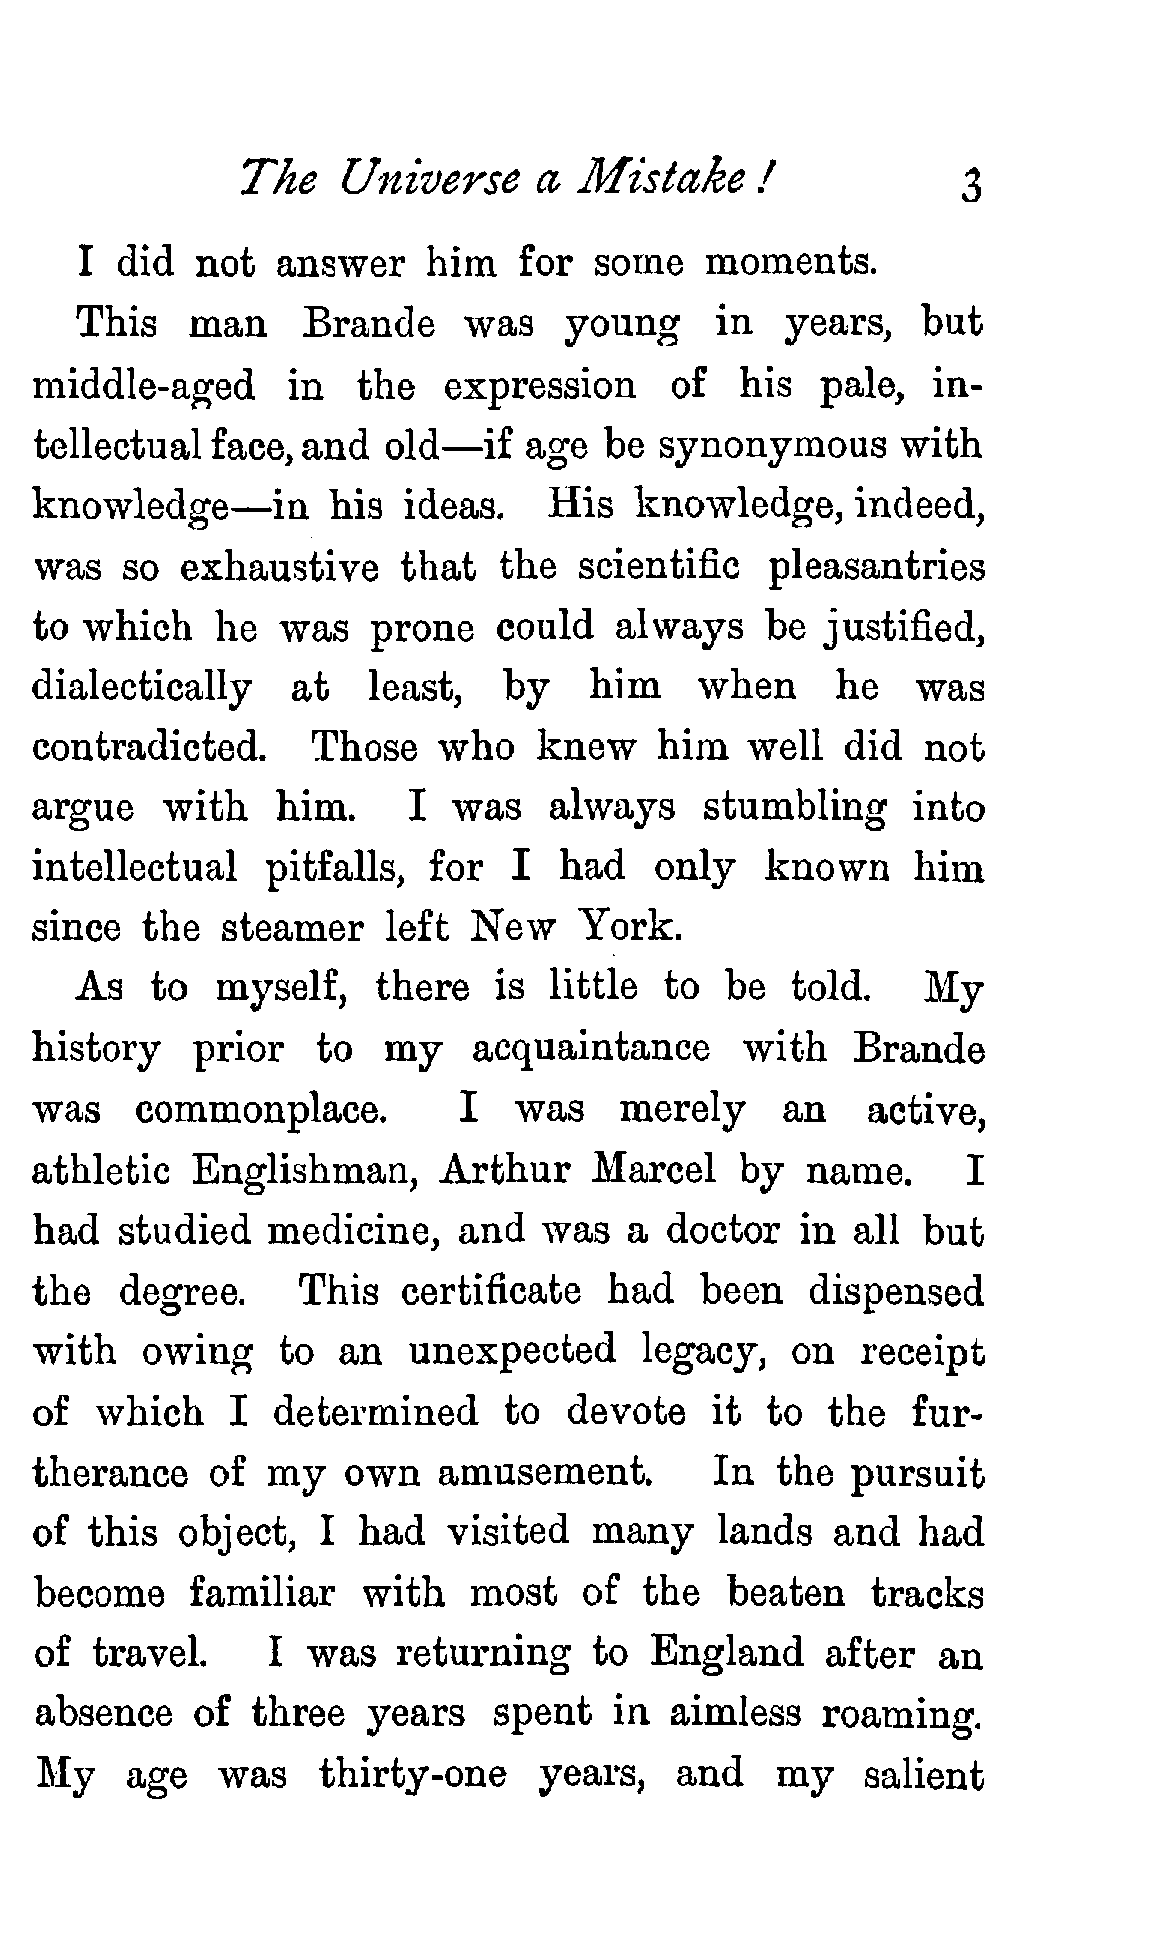 The Universe a Mistake! 3
I did not answer him for some moments.
This man Brande was young in years, but
middle-aged in the expression of his pale, in-
tellectual face, and old—if age be synonymous with
knowledge—in his ideas. His knowledge, indeed,
was so exhaustive that the scientific pleasantries
to which he was prone could always be justified,
dialectically at least, by him when he was
contradicted. Those who knew him well did not
argue with him. I was always stumbling into
intellectual pitfalls, for I had only known him
since the steamer left New York.
As to myself, there is little to be told. My
history prior to my acquaintance with Brande
was commonplace. I was merely an active,
athletic Englishman, Arthur Marcel by name. I
had studied medicine, and was a doctor in all but
the degree. This certificate had been dispensed
with owing to an unexpected legacy, on receipt
of which I determined to devote it to the fur-
therance of my own amusement. In the pursuit
of this object, I had visited many lands and had
become familiar with most of the beaten tracks
of travel. I was returning to England after an
absence of three years spent in aimless roaming.
My age was thirty-one years, and my salient